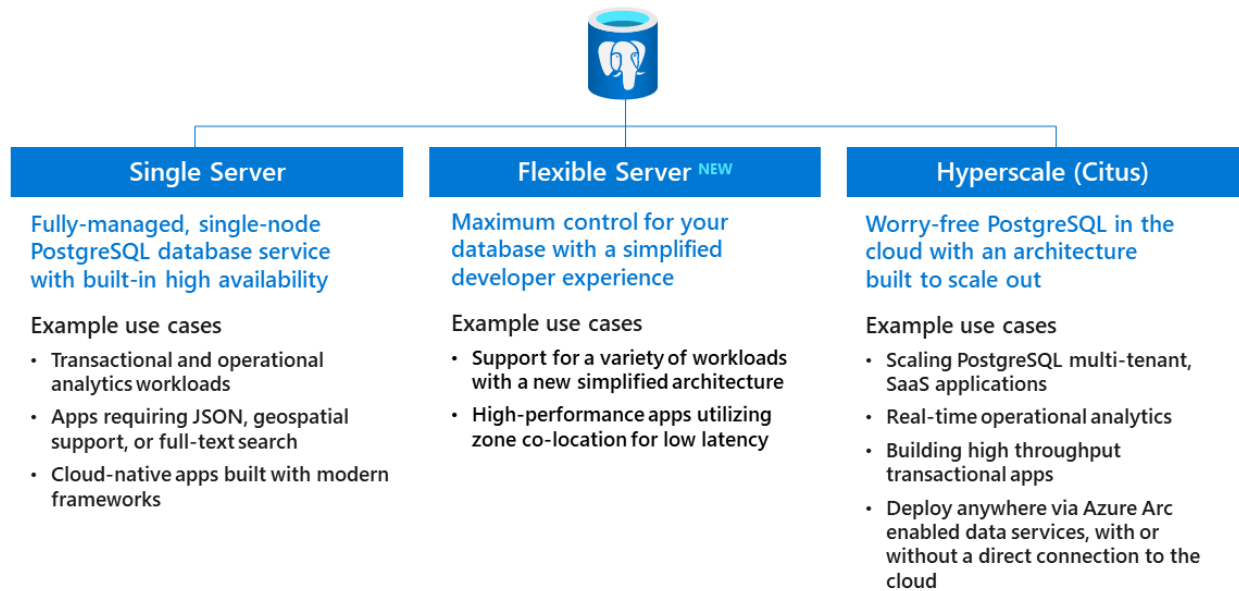 Single Server
Fully-managed, single-node
PostgreSQL database service
with built-in high availability
Example use cases
• Transactional and operational
analytics workloads
• Apps requiring JSON, geospatial
support, or full-text search
• Cloud-native apps built with modern
frameworks
Flexible Server NEW
Maximum control for your
database with a simplified
developer experience
Example use cases
• Support for a variety of workloads
with a new simplified architecture
• High-performance apps utilizing
zone co-location for low latency
Hyperscale (Citus)
Worry-free PostgreSQL in the
cloud with an architecture
built to scale out
Example use cases
• Scaling PostgreSQL multi-tenant,
SaaS applications
• Real-time operational analytics
• Building high throughput
transactional apps
• Deploy anywhere via Azure Arc
enabled data services, with or
without a direct connection to the
cloud